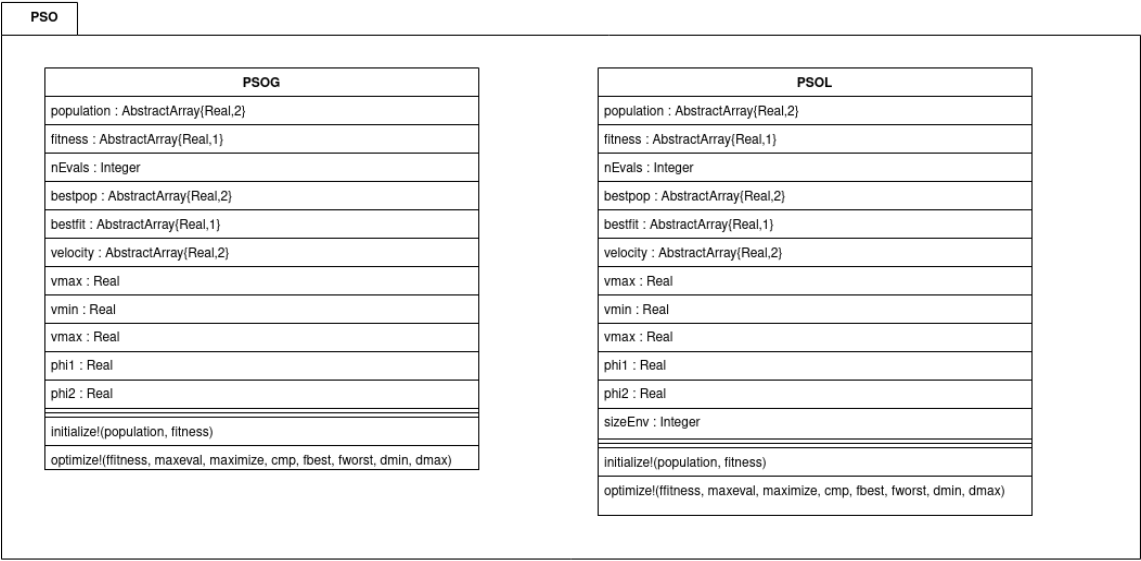 PSO
PSOG
population : AbstractArray{Real,2}
fitness : AbstractArray{Real,1}
nEvals : Integer
bestpop : AbstractArray{Real,2}
bestfit : AbstractArray{Real,1}
velocity : AbstractArray{Real,2}
vmax : Real
vmin : Real
vmax : Real
phi1 : Real
phi2 : Real
initialize!(population, fitness)
optimize!(ffitness, maxeval, maximize, cmp, fbest, fworst, dmin, dmax)
PSOL
population : AbstractArray{Real,2}
fitness : AbstractArray{Real,1}
nEvals : Integer
bestpop : AbstractArray{Real,2}
bestfit : AbstractArray{Real,1}
velocity : AbstractArray{Real,2}
vmax : Real
vmin : Real
vmax : Real
phi1 : Real
phi2 : Real
sizeEnv : Integer
initialize!(population, fitness)
optimize!(ffitness, maxeval, maximize, cmp, fbest, fworst, dmin, dmax)